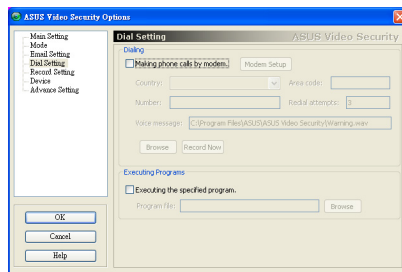 ASUS Video Security Options
Main Setting
Mode
Email Setting
Dial Setting
Record Setting
Device
Advance Setting
OK
Cancel
Help
Dial Setting ASUS Video Security
Dialing
Making phone calls by modem. Modem Setup
Country: Area code:
Number: Redial attempts: 3
Voice message: C:\Program Files\ASUS\ASUS Video Security\Warning.wav
Browse Record Now
Executing Programs
Executing the specified program.
Program file: Browse